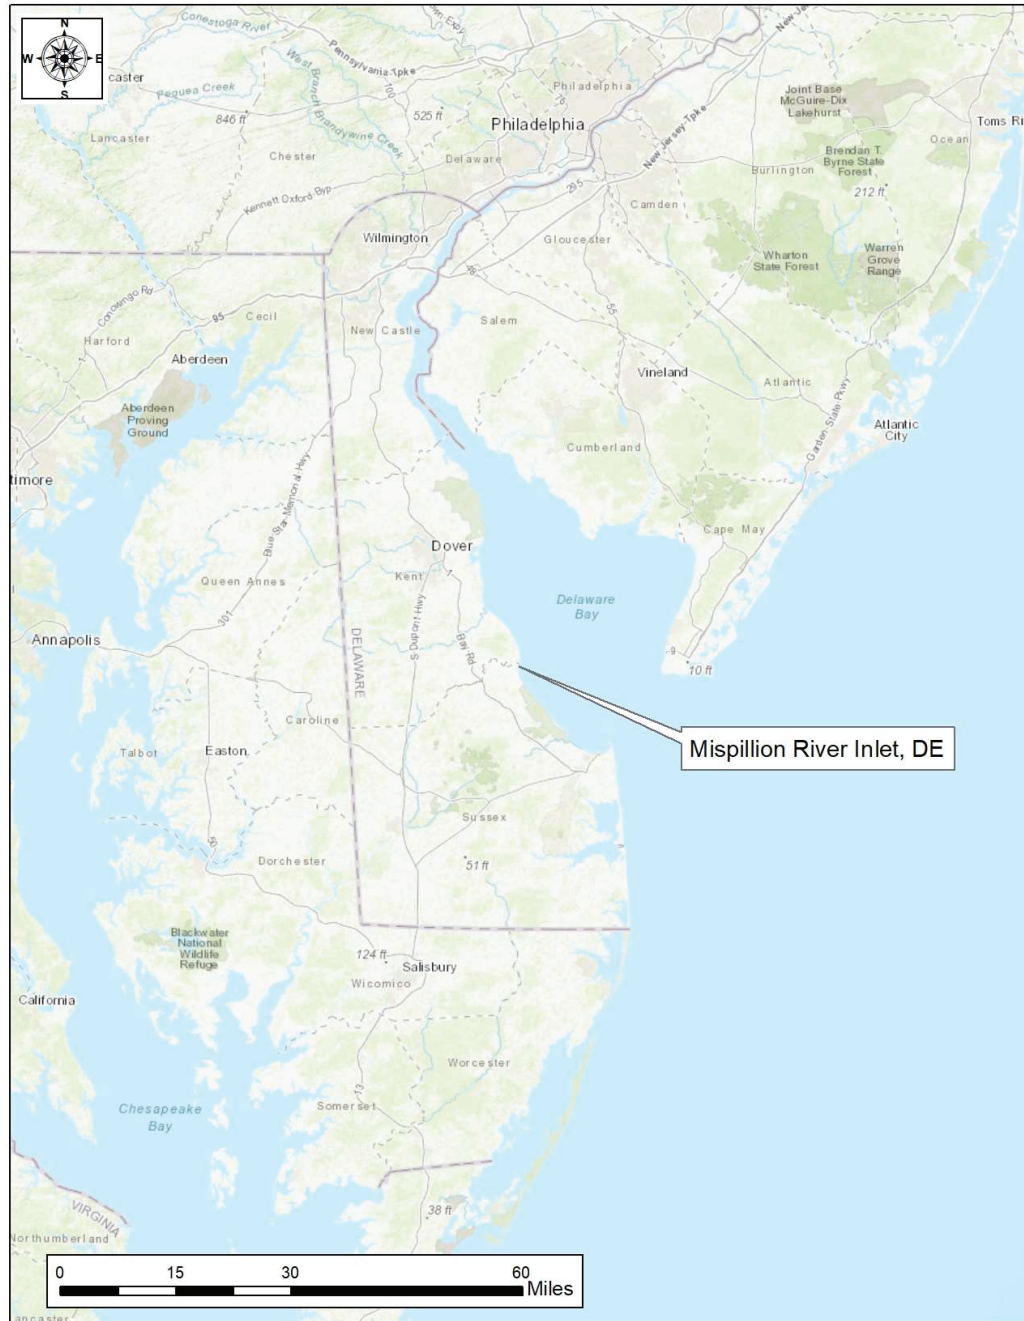 N
W
E
S
Conestoga River
Pennsylvania Tpke
New Jersey Tpke
caster
Pequea Creek
West Branch Brandywine Creek
Philadelphia
Joint Base
McGuire-Dix
Lakehurst
846 ft
525 ft
Philadelphia
Toms Ri
Lancaster
Chester
Delaware
Ocean
Brendan T.
Byrne State
Forest
Burlington
212 ft
Kennett Oxford Byp
295
Camden
Wilmington
Gloucester
Wharton
State Forest
Warren
Grove
Range
Conowingo Rd
48
95
Cecil
New Castle
Salem
55
Harford
Aberdeen
Vineland
Atlantic
Garden State Pkwy
Aberdeen
Proving
Ground
Atlantic
City
Cumberland
timore
Blue Star Memorial Hwy
Cape May
Dover
Kent
1
Queen Annes
S Dupont Hwy
Delaware
Bay
301
Annapolis
DELAWARE
Bay Rd
9
10 ft
Caroline
Mispillion River Inlet, DE
Talbot
Easton
Sussex
50
Dorchester
51 ft
Blackwater
National
Wildlife
Refuge
124 ft
Salisbury
Wicomico
California
Worcester
13
Somerset
Chesapeake
Bay
VIRGINIA
38 ft
Northumberland
0 15 30 60
Miles
ancaster